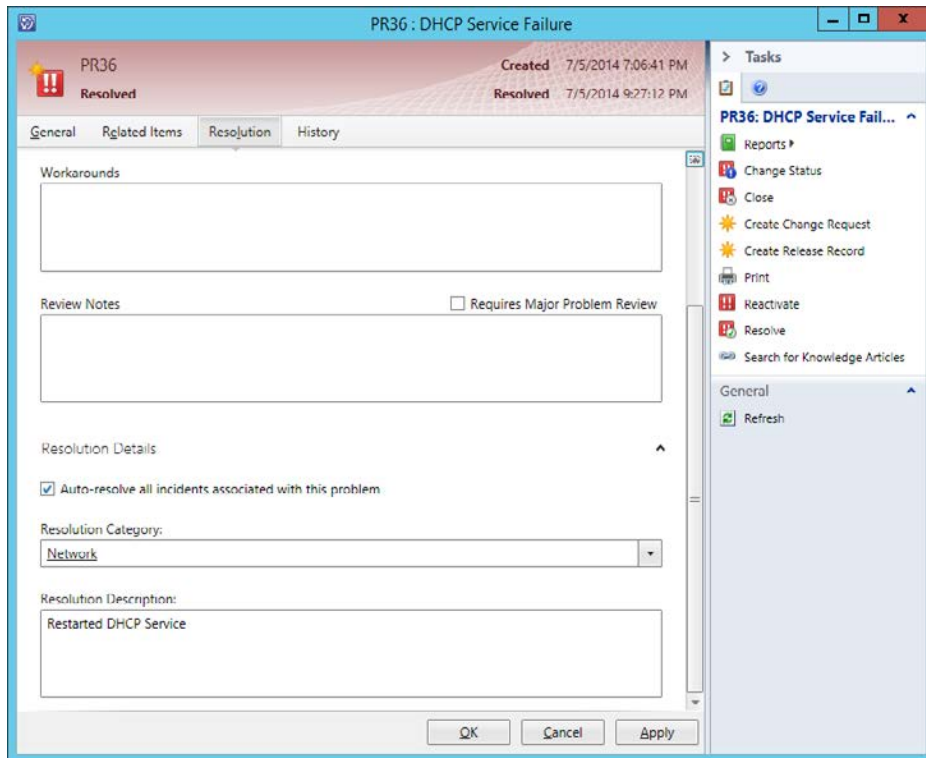 PR36 : DHCP Service Failure
PR36
Resolved
Created 7/5/2014 7:06:41 PM
Resolved 7/5/2014 9:27:12 PM
General Related Items Resolution History
Workarounds
Review Notes
Requires Major Problem Review
Resolution Details
Auto-resolve all incidents associated with this problem
Resolution Category:
Network
Resolution Description:
Restarted DHCP Service
OK Cancel Apply
Tasks
PR36: DHCP Service Fail...
Reports
Change Status
Close
Create Change Request
Create Release Record
Print
Reactivate
Resolve
Search for Knowledge Articles
General
Refresh